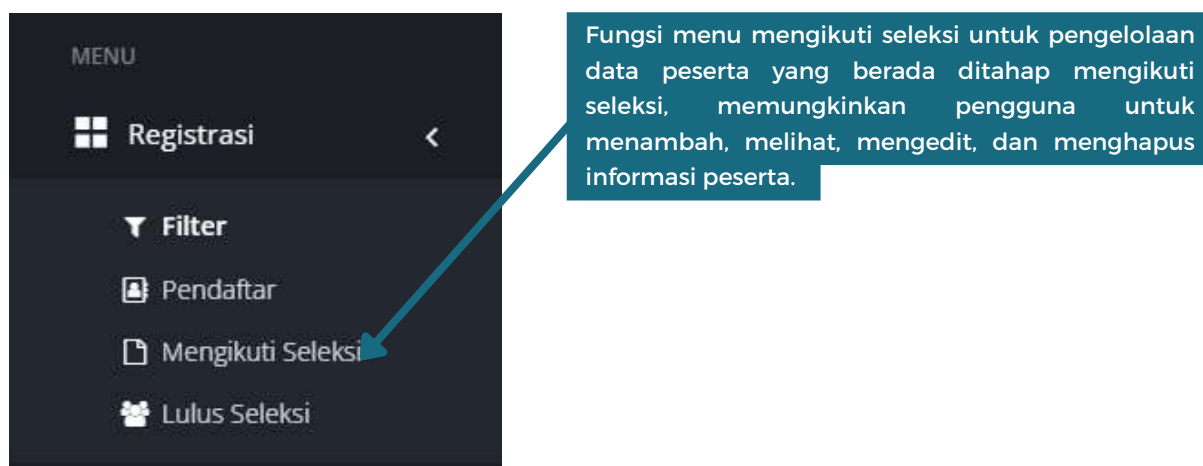 MENU
Registrasi
Filter
Pendaftar
Mengikuti Seleksi
Lulus Seleksi
Fungsi menu mengikuti seleksi untuk pengelolaan
data peserta yang berada ditahap mengikuti
seleksi, memungkinkan pengguna untuk
menambah, melihat, mengedit, dan menghapus
informasi peserta.